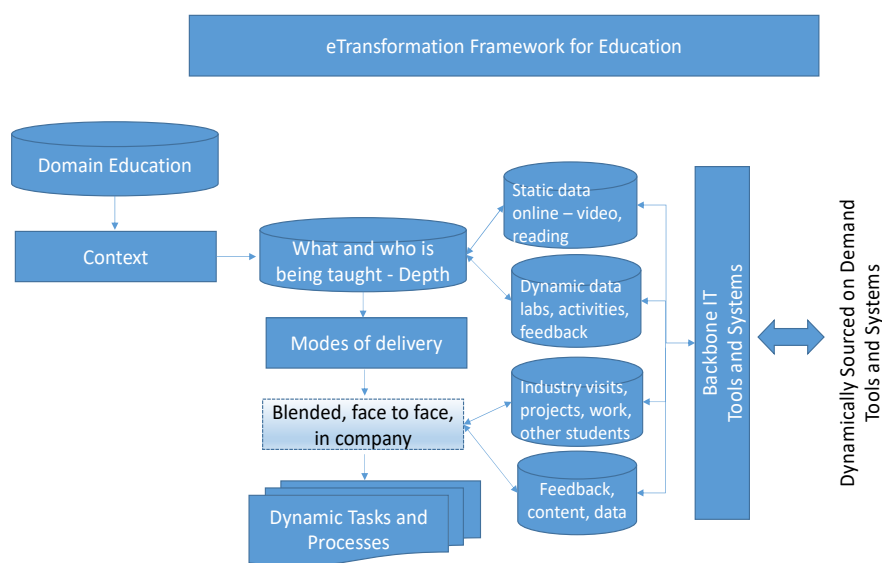 eTransformation Framework for Education
Domain Education
Context
What and who is
being taught - Depth
Modes of delivery
Blended, face to face,
in company
Dynamic Tasks and
Processes
Static data
online – video,
reading
Dynamic data
labs, activities,
feedback
Industry visits,
projects, work,
other students
Feedback,
content, data
Backbone IT
Tools and Systems
Dynamically Sourced on Demand
Tools and Systems